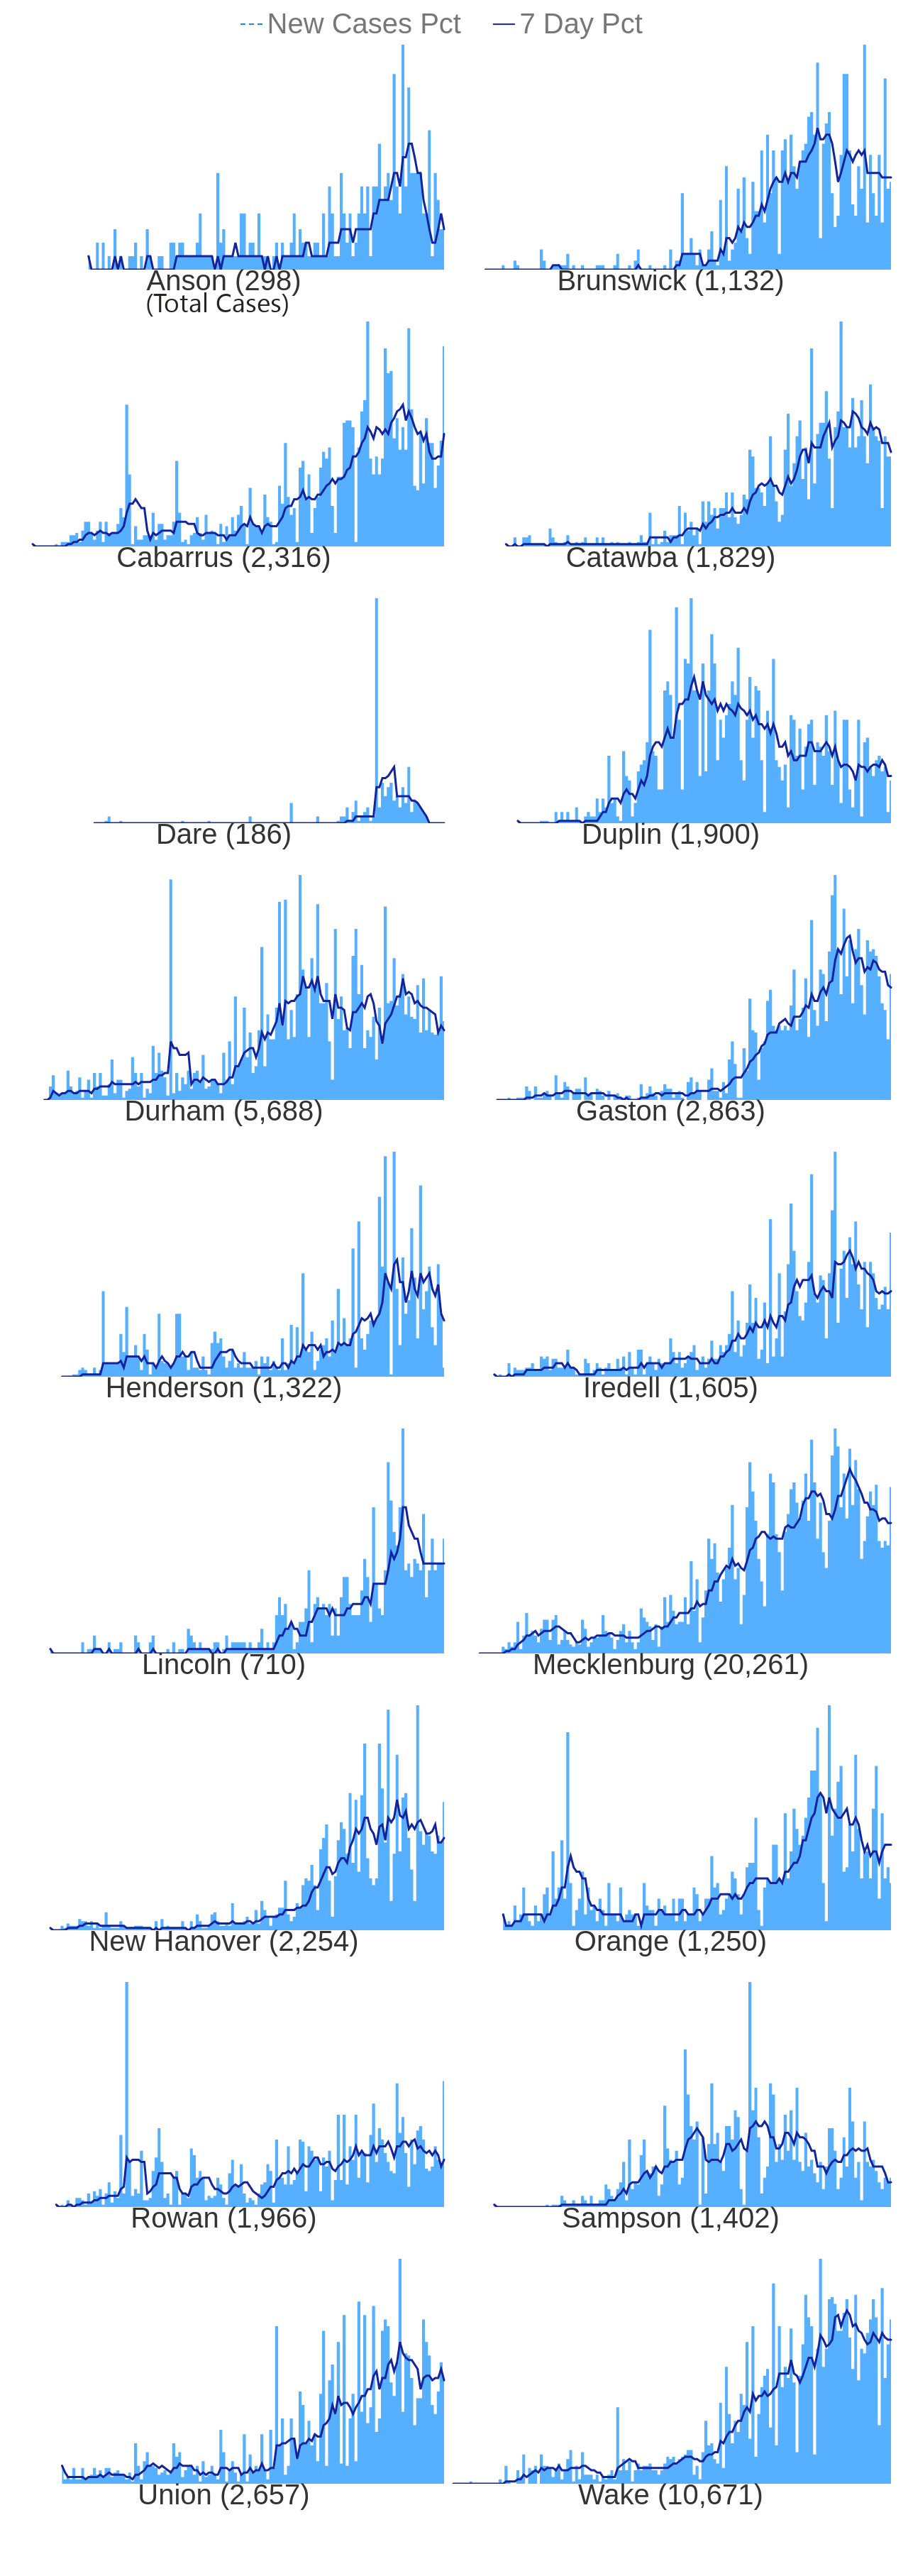 New Cases Pct 7 Day Pct
Anson (298) Brunswick (1,132)
(Total Cases)
Cabarrus (2,316) Catawba (1,829)
Dare (186) Duplin (1,900)
Durham (5,688) Gaston (2,863)
Henderson (1,322) Iredell (1,605)
Lincoln (710) Mecklenburg (20,261)
New Hanover (2,254) Orange (1,250)
Rowan (1,966) Sampson (1,402)
Union (2,657) Wake (10,671)